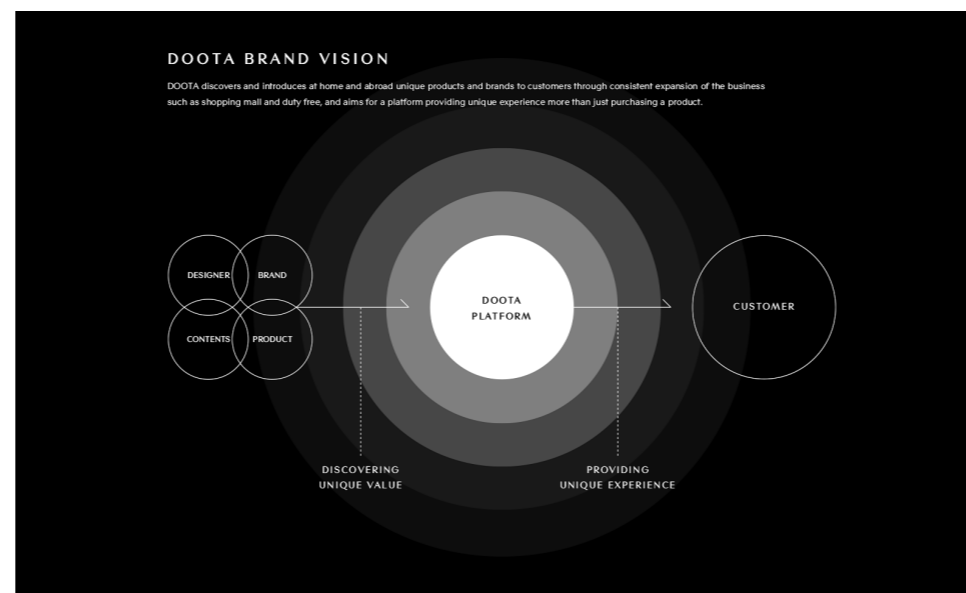 DOOTA BRAND VISION
DOOTA discovers and introduces at home and abroad unique products and brands to customers through consistent expansion of the business
such as shopping mall and duty free, and aims for a platform providing unique experience more than just purchasing a product.
DESIGNER
BRAND
CONTENTS
PRODUCT
DOOTA
PLATFORM
CUSTOMER
DISCOVERING
UNIQUE VALUE
PROVIDING
UNIQUE EXPERIENCE